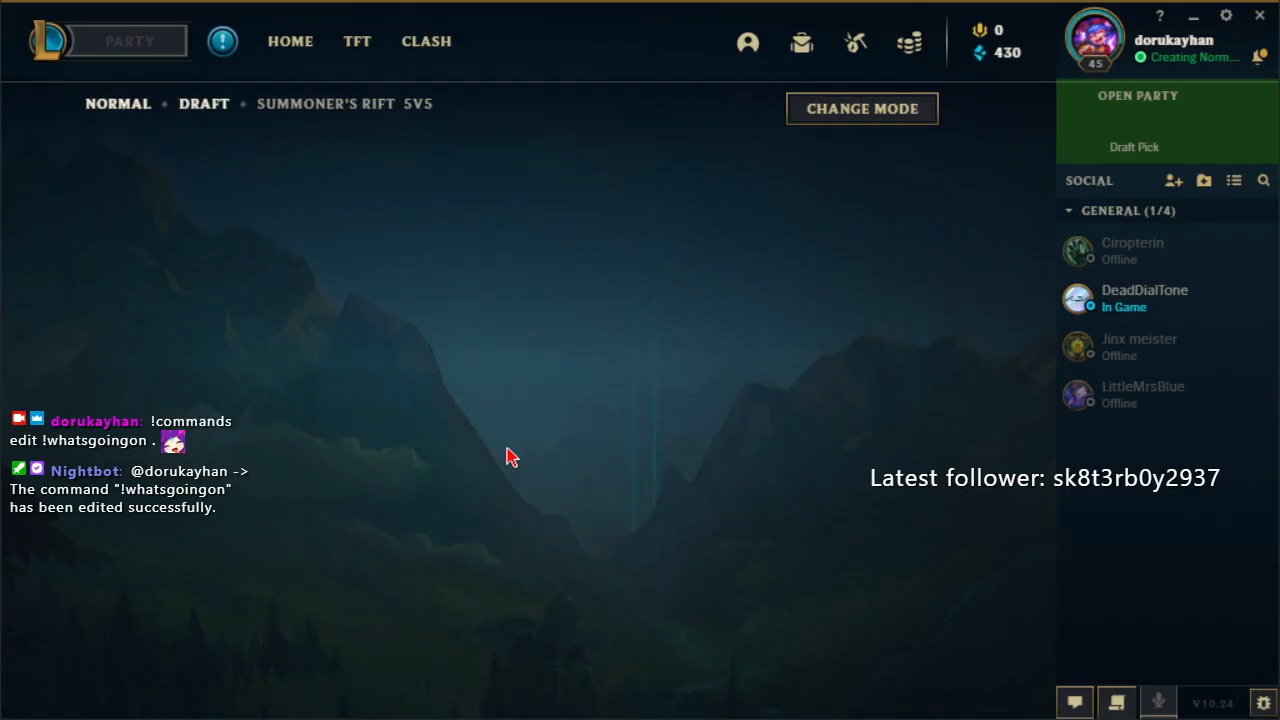 PARTY
HOME
TFT
CLASH
0
430
?
45
dorukayhan
Creating Norm...
NORMAL • DRAFT • SUMMONER'S RIFT 5V5
CHANGE MODE
OPEN PARTY
Draft Pick
SOCIAL
GENERAL (1/4)
Ciropterin
Offline
DeadDialTone
In Game
Jinx meister
Offline
LittleMrsBlue
Offline
dorukayhan: !commands
edit !whatsgoingon .
Nightbot: @dorukayhan ->
The command "!whatsgoingon"
has been edited successfully.
Latest follower: sk8t3rb0y2937
V10.24